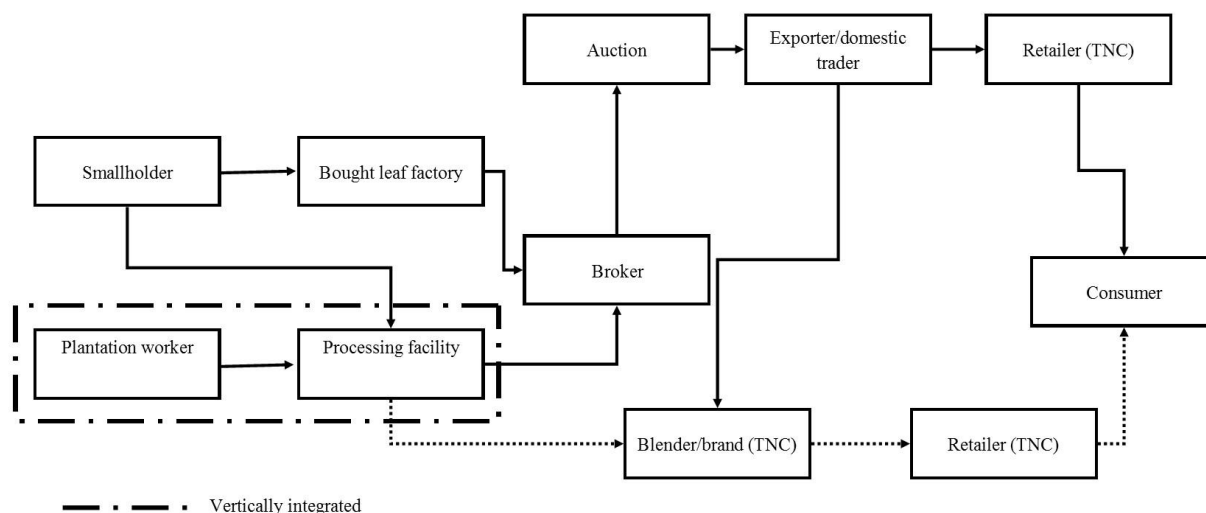 Auction
Exporter/domestic
trader
Retailer (TNC)
Smallholder
Bought leaf factory
Broker
Consumer
Plantation worker
Processing facility
Blender/brand (TNC)
Retailer (TNC)
Vertically integrated